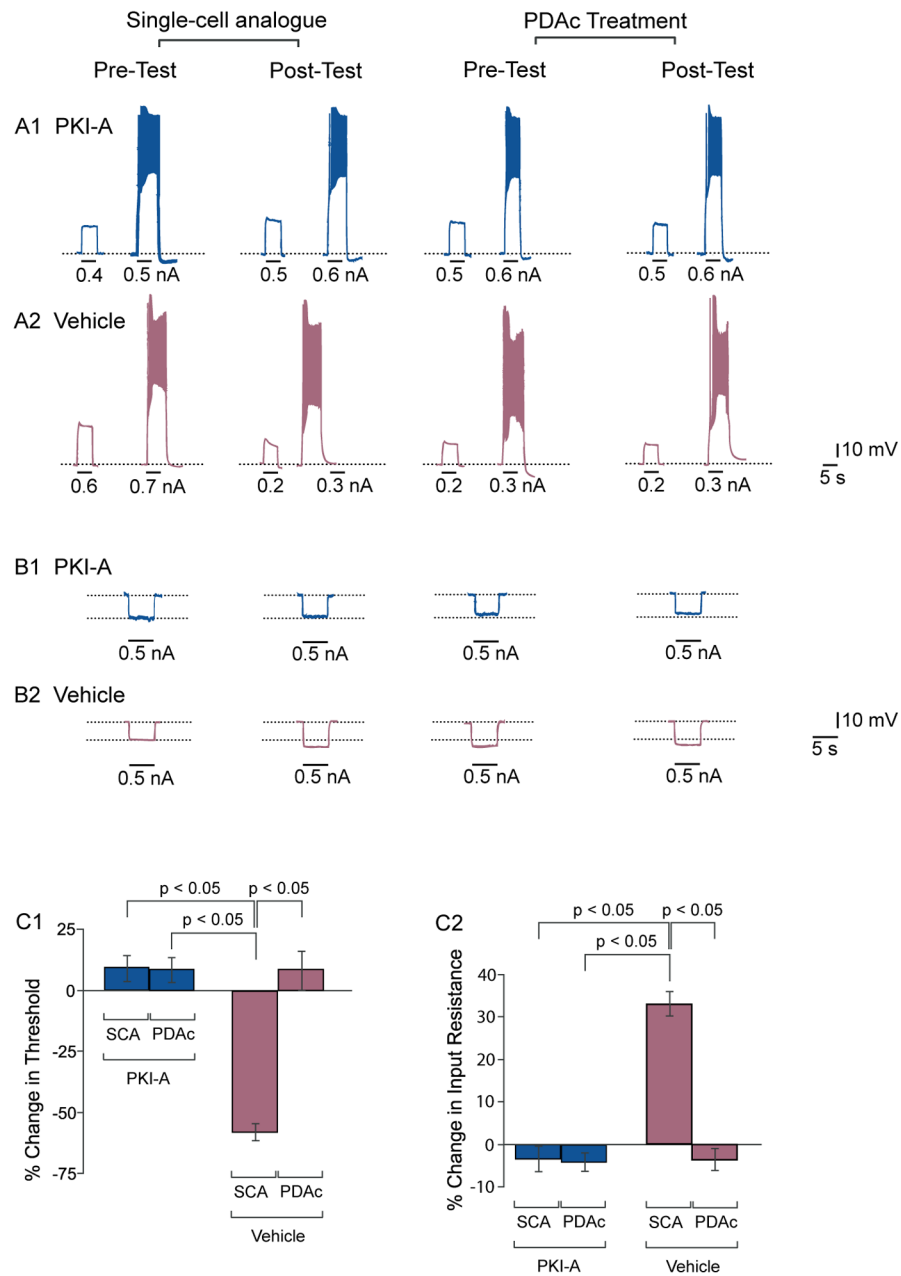 Single-cell analogue PDAc Treatment
Pre-Test Post-Test Pre-Test Post-Test
A1 PKI-A
0.4 0.5 nA 0.5 0.6 nA 0.5 0.6 nA 0.5 0.6 nA
A2 Vehicle
10 mV
5 s
0.6 0.7 nA 0.2 0.3 nA 0.2 0.3 nA 0.2 0.3 nA
B1 PKI-A
0.5 nA 0.5 nA 0.5 nA 0.5 nA
B2 Vehicle
10 mV
5 s
0.5 nA 0.5 nA 0.5 nA 0.5 nA
C1
p < 0.05 p < 0.05
p < 0.05
% Change in Threshold
25
0
-25
-50
-75
SCA PDAc
PKI-A
SCA PDAc
Vehicle
C2
p < 0.05 p < 0.05
p < 0.05
% Change in Input Resistance
40
30
20
10
0
-10
SCA PDAc SCA PDAc
PKI-A Vehicle